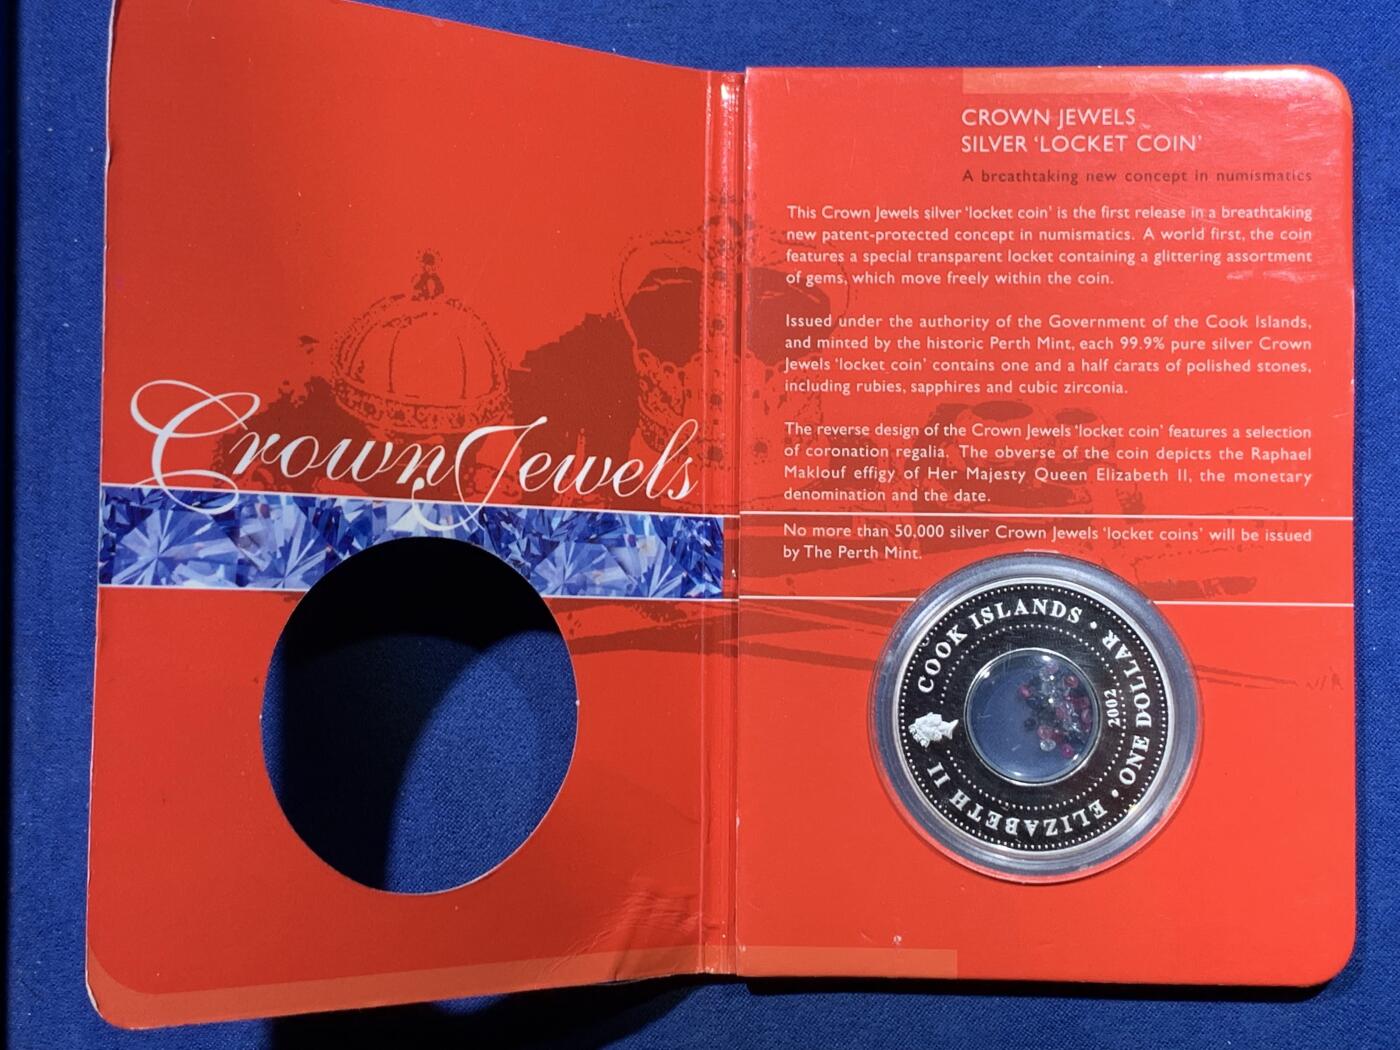 Crown Jewels
CROWN JEWELS
SILVER ‘LOCKET COIN’
A breathtaking new concept in numismatics
This Crown Jewels silver ‘locket coin’ is the first release in a breathtaking
new patent-protected concept in numismatics. A world first, the coin
features a special transparent locket containing a glittering assortment
of gems, which move freely within the coin.
Issued under the authority of the Government of the Cook Islands,
and minted by the historic Perth Mint, each 99.9% pure silver Crown
Jewels ‘locket coin’ contains one and a half carats of polished stones,
including rubies, sapphires and cubic zirconia.
The reverse design of the Crown Jewels ‘locket coin’ features a selection
of coronation regalia. The obverse of the coin depicts the Raphael
Maklouf effigy of Her Majesty Queen Elizabeth II, the monetary
denomination and the date.
No more than 50,000 silver Crown Jewels ‘locket coins’ will be issued
by The Perth Mint.
COOK ISLANDS • ONE DOLLAR • ELIZABETH II
2002